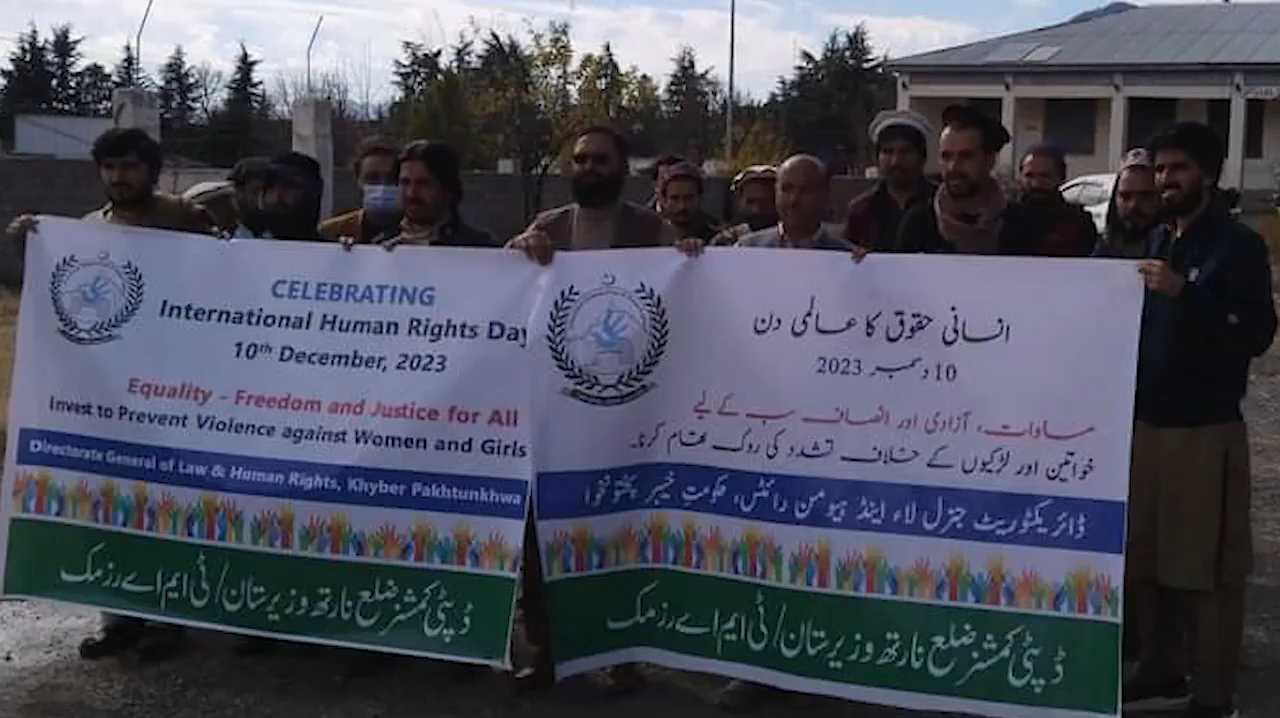 CELEBRATING
International Human Rights Day
10th December, 2023
Equality - Freedom and Justice for All
Invest to Prevent Violence against Women and Girls
Directorate General of Law & Human Rights, Khyber Pakhtunkhwa
ڈپٹی کمشنر ضلع نارتھ وزیرستان/ٹی ایم اے رزمک
انسانی حقوق کا عالمی دن
10 دسمبر 2023
مساوات، آزادی اور انصاف سب کے لیے
خواتین اور لڑکیوں کے خلاف تشدد کی روک تھام کرنا۔
ڈائریکٹوریٹ جنرل لاء اینڈ ہیومن رائٹس، حکومتِ خیبر پختونخوا
ڈپٹی کمشنر ضلع نارتھ وزیرستان/ٹی ایم اے رزمک